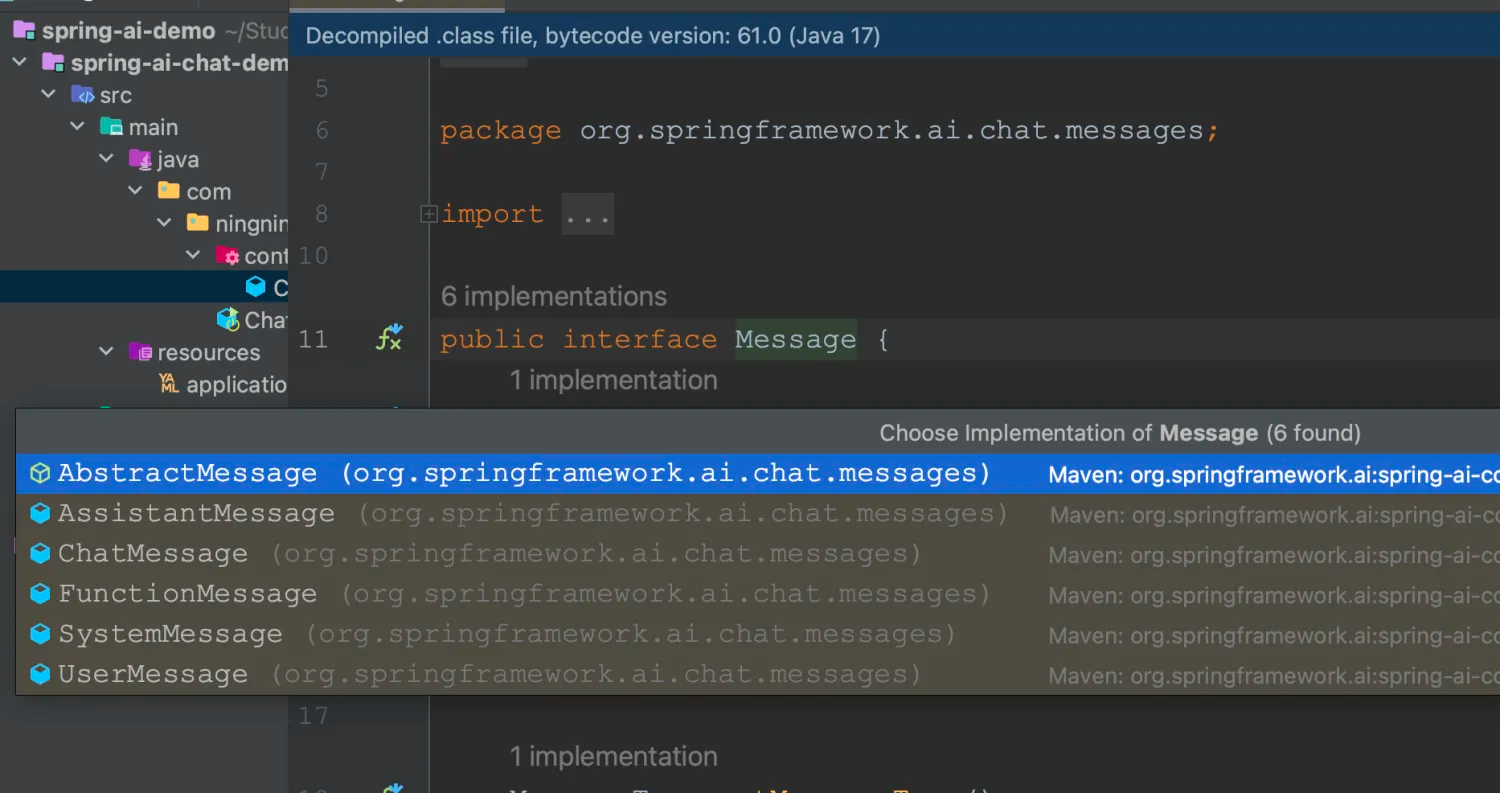 spring-ai-demo ~/Stud
spring-ai-chat-dem
src
main
java
com
ningnin
cont
C
Chat
resources
YAML applicatio
Decompiled .class file, bytecode version: 61.0 (Java 17)
5
6 package org.springframework.ai.chat.messages;
7
8 import ...
10
6 implementations
11 public interface Message {
1 implementation
Choose Implementation of Message (6 found)
AbstractMessage (org.springframework.ai.chat.messages) Maven: org.springframework.ai:spring-ai-co
AssistantMessage (org.springframework.ai.chat.messages) Maven: org.springframework.ai:spring-ai-co
ChatMessage (org.springframework.ai.chat.messages) Maven: org.springframework.ai:spring-ai-co
FunctionMessage (org.springframework.ai.chat.messages) Maven: org.springframework.ai:spring-ai-co
SystemMessage (org.springframework.ai.chat.messages) Maven: org.springframework.ai:spring-ai-co
UserMessage (org.springframework.ai.chat.messages) Maven: org.springframework.ai:spring-ai-co
17
1 implementation